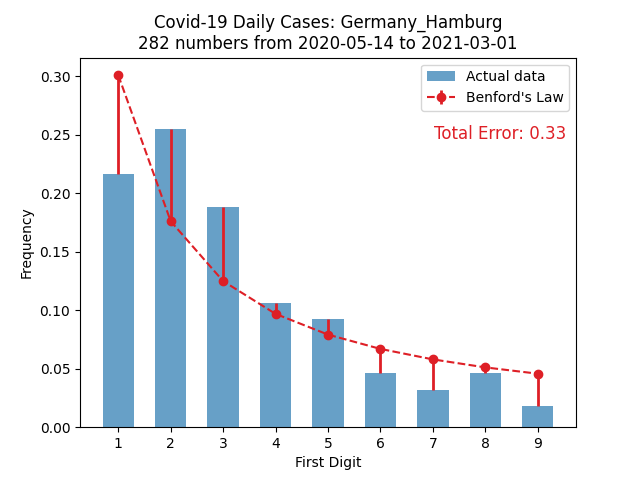 Covid-19 Daily Cases: Germany_Hamburg
282 numbers from 2020-05-14 to 2021-03-01
Actual data
Benford's Law
Total Error: 0.33
Frequency
0.30
0.25
0.20
0.15
0.10
0.05
0.00
1 2 3 4 5 6 7 8 9
First Digit